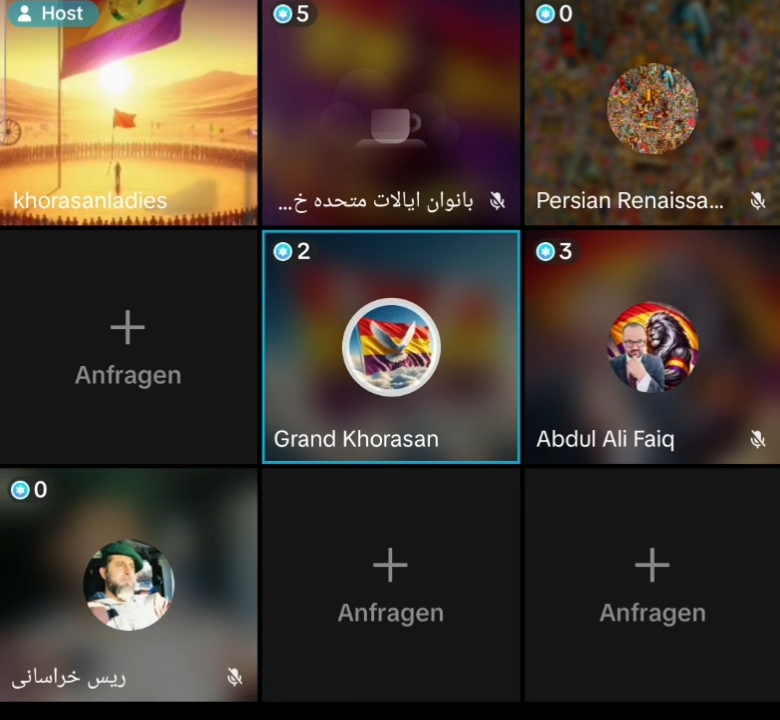 Host
khorasanladies
5
بانوان ایالات متحده خ...
0
Persian Renaissa...
Anfragen
2
Grand Khorasan
3
Abdul Ali Faiq
0
ریس خراسانی
Anfragen
Anfragen